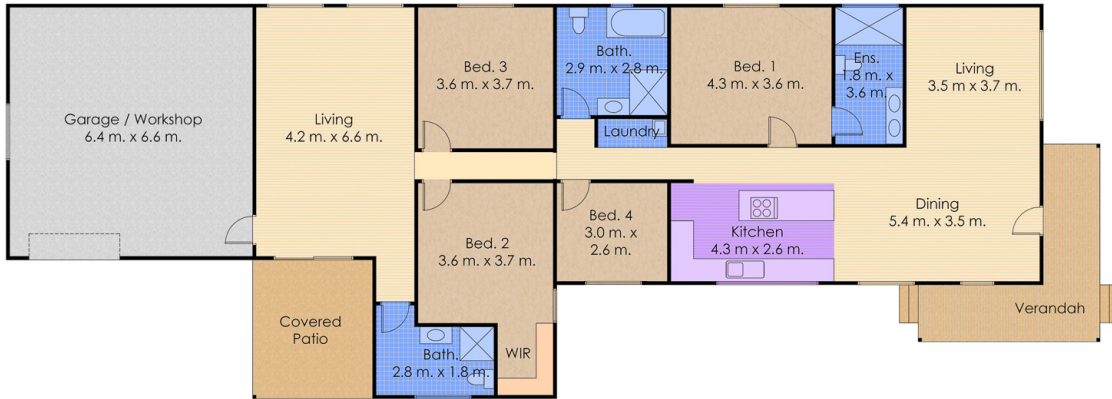 Garage / Workshop
6.4 m. x 6.6 m.
Living
4.2 m. x 6.6 m.
Bed. 3
3.6 m. x 3.7 m.
Bath.
2.9 m. x 2.8 m.
Laundry
Bed. 1
4.3 m. x 3.6 m.
Ens.
1.8 m. x
3.6 m.
Living
3.5 m x 3.7 m.
Dining
5.4 m. x 3.5 m.
Bed. 2
3.6 m. x 3.7 m.
Bed. 4
3.0 m. x
2.6 m.
Kitchen
4.3 m x 2.6 m.
Verandah
Covered
Patio
Bath.
2.8 m. x 1.8 m.
WIR